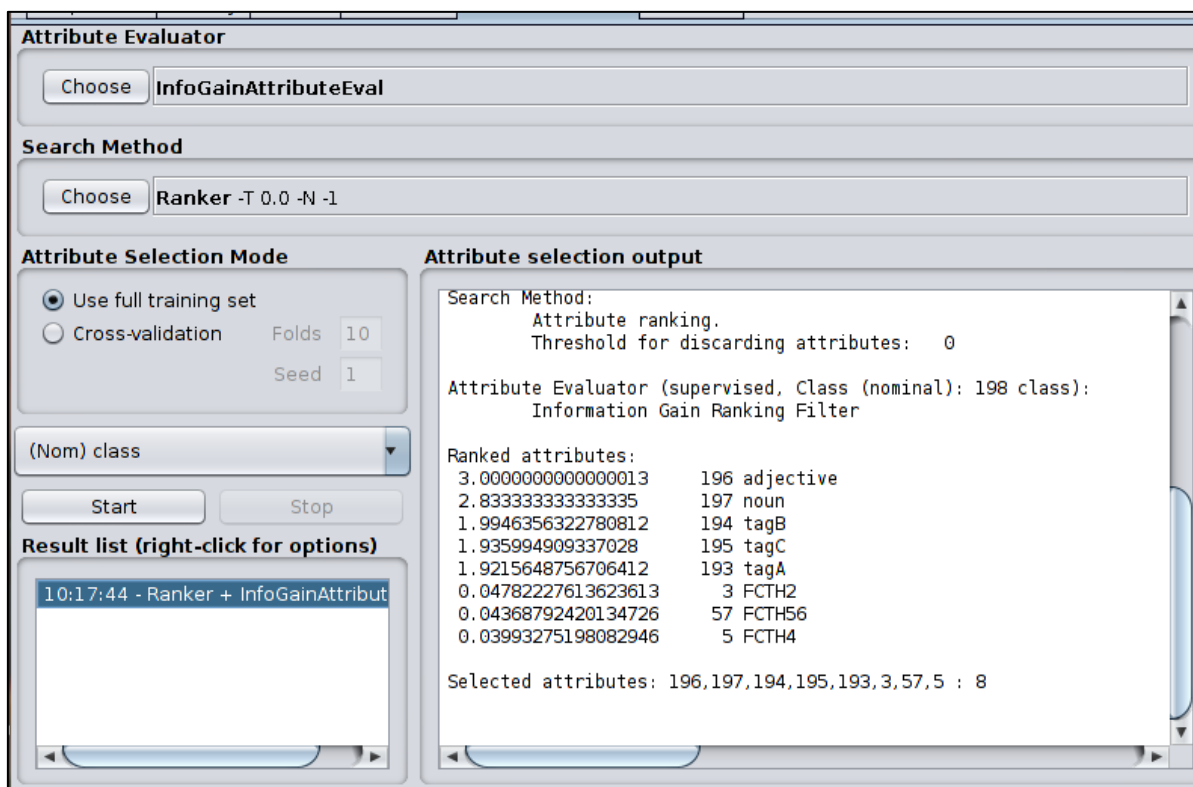 Attribute Evaluator
Choose InfoGainAttributeEval
Search Method
Choose Ranker -T 0.0 -N -1
Attribute Selection Mode
Use full training set
Cross-validation Folds 10
Seed 1
(Nom) class
Start Stop
Result list (right-click for options)
10:17:44 - Ranker + InfoGainAttribut
Attribute selection output
Search Method:
Attribute ranking.
Threshold for discarding attributes: 0
Attribute Evaluator (supervised, Class (nominal): 198 class):
Information Gain Ranking Filter
Ranked attributes:
3.0000000000000013 196 adjective
2.833333333333335 197 noun
1.9946356322780812 194 tagB
1.935994909337028 195 tagC
1.9215648756706412 193 tagA
0.04782227613623613 3 FCTH2
0.04368792420134726 57 FCTH56
0.03993275198082946 5 FCTH4
Selected attributes: 196,197,194,195,193,3,57,5 : 8